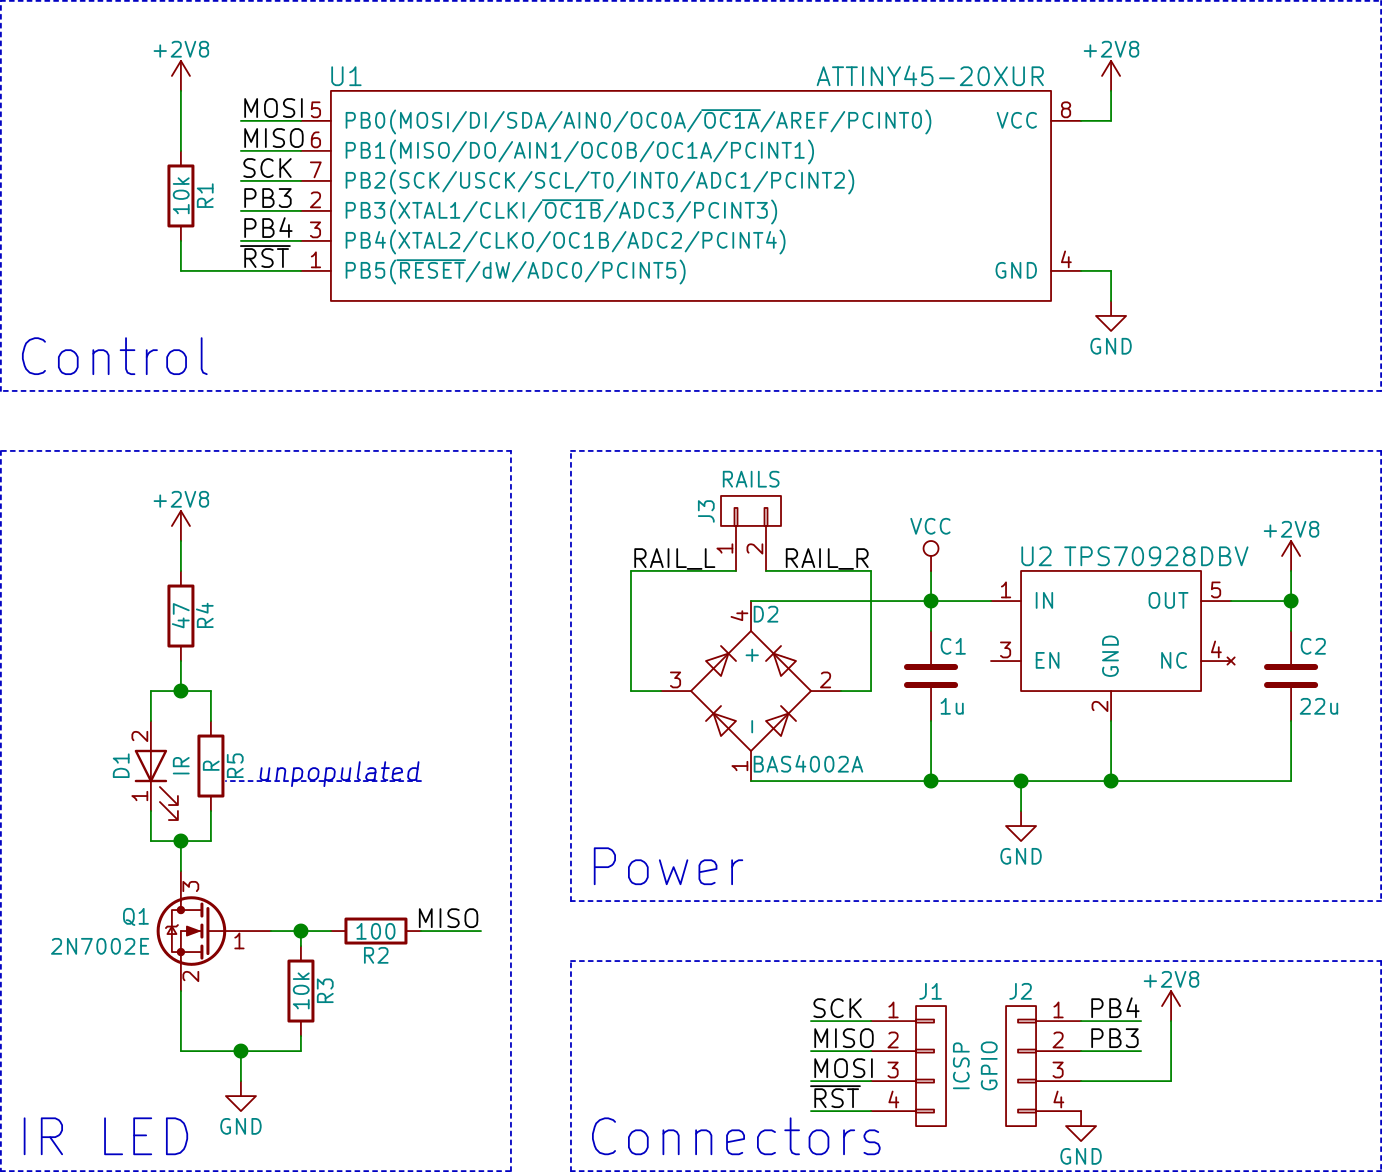 +2V8
+2V8
U1 ATTINY45-20XUR
MOSI 5 PB0(MOSI/DI/SDA/AIN0/OC0A/OC1A/AREF/PCINT0) VCC 8
MISO 6 PB1(MISO/DO/AIN1/OC0B/OC1A/PCINT1)
SCK 7 PB2(SCK/USCK/SCL/T0/INT0/ADC1/PCINT2)
10k R1
PB3 2 PB3(XTAL1/CLKI/OC1B/ADC3/PCINT3)
PB4 3 PB4(XTAL2/CLKO/OC1B/ADC2/PCINT4)
RST 1 PB5(RESET/dW/ADC0/PCINT5) GND 4
GND
Control
+2V8
47 R4
2
D1 IR R R5 unpopulated
1
3
Q1
2N7002E
1
MISO
100
R2
2
10k R3
GND
IR LED
RAILS
J3
1 2
RAIL_L RAIL_R
VCC
+2V8
U2 TPS70928DBV
4 D2
1 IN OUT 5
3 EN GND NC 4
+
3 2
C1
1u
C2
22u
2
-
1 BAS4002A
GND
Power
+2V8
J1 J2
SCK 1 1 PB4
MISO 2 2 PB3
MOSI 3 3
RST 4 4
ICSP GPIO
GND
Connectors